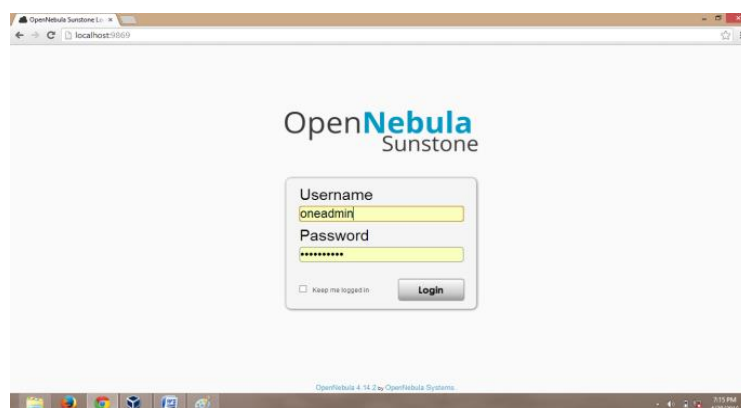 OpenNebula Sunstone Lo
localhost:9869
OpenNebula
Sunstone
Username
oneadmin
Password
••••••••••
Keep me logged in
Login
OpenNebula 4.14.2 by OpenNebula Systems.
7:15 PM